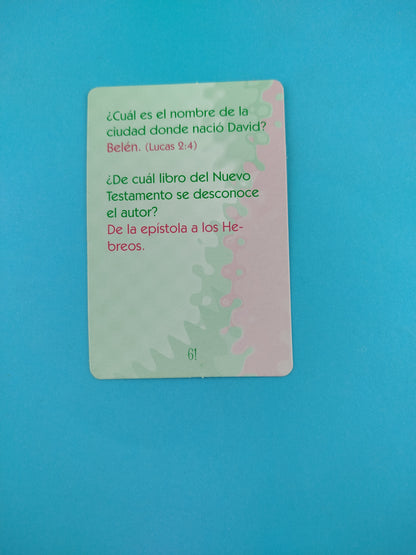 ¿Cuál es el nombre de la
ciudad donde nació David?
Belén. (Lucas 2:4)
¿De cuál libro del Nuevo
Testamento se desconoce
el autor?
De la epístola a los He-
breos.
61